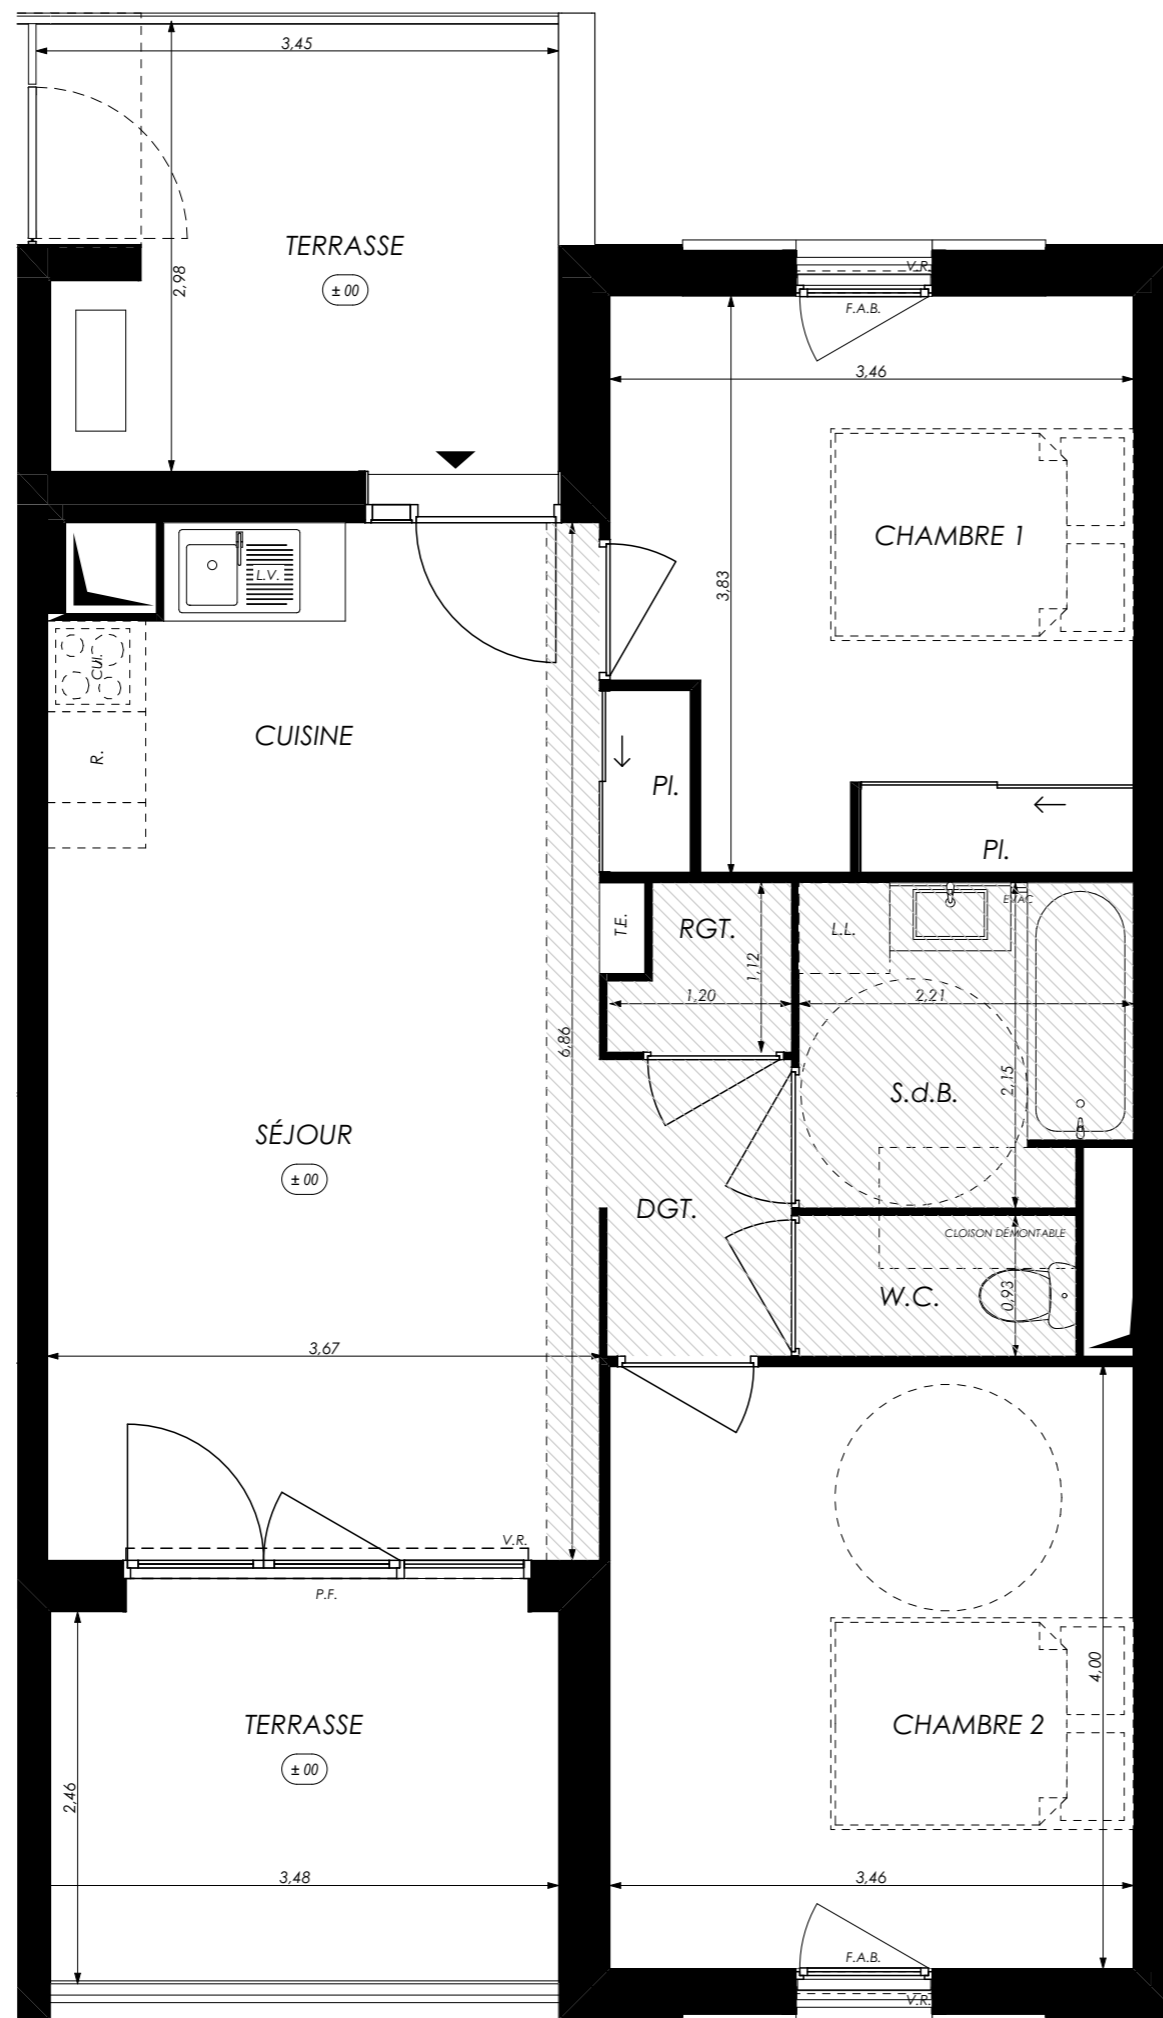 3,45
TERRASSE
± 00
2,98
V.R.
F.A.B.
3,46
CHAMBRE 1
3,83
L.V.
CUI.
R.
CUISINE
Pl.
Pl.
T.E.
RGT.
1,12
1,20
L.L.
EVAC
2,21
S.d.B.
2,15
6,86
SÉJOUR
± 00
DGT.
CLOISON DÉMONTABLE
W.C.
0,93
3,67
V.R.
P.F.
TERRASSE
± 00
2,46
3,48
CHAMBRE 2
4,00
3,46
F.A.B.
V.R.